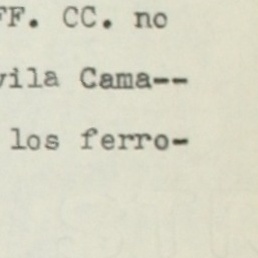 FF. CC. no
vila Cama--
los ferro-